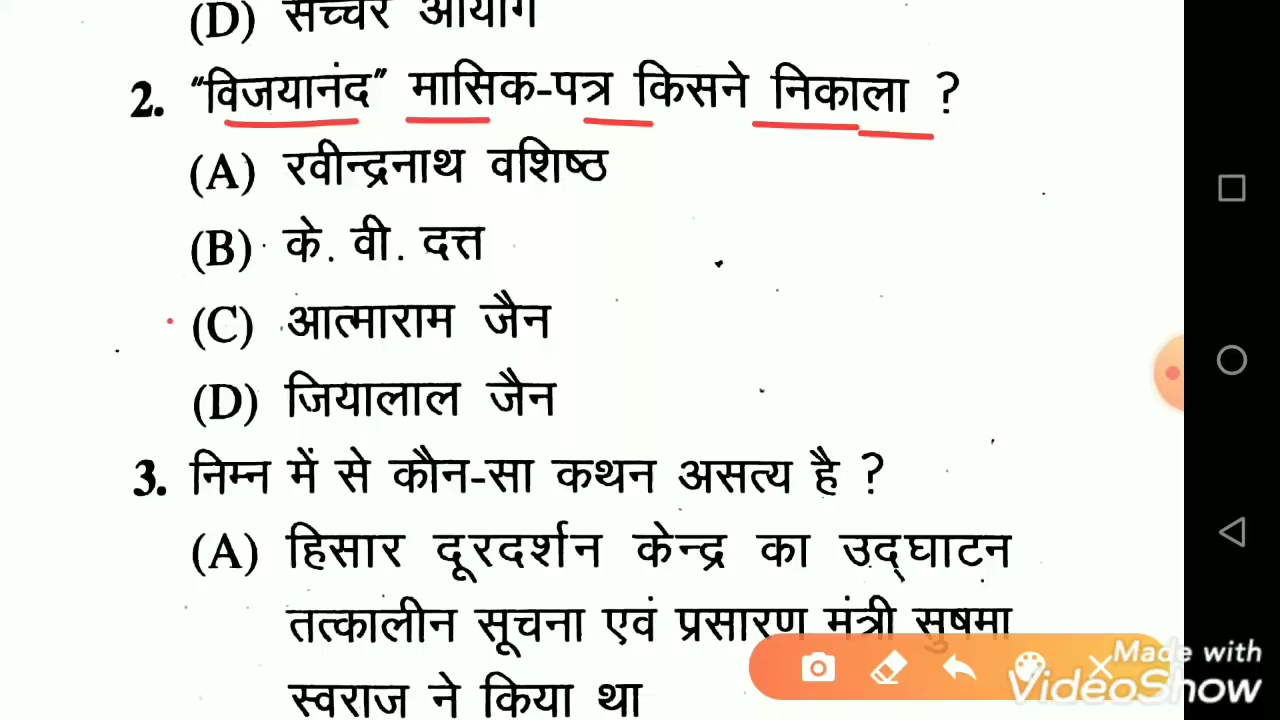 (D) सच्चर आयोग
2. “विजयानंद” मासिक-पत्र किसने निकाला ?
(A) रवीन्द्रनाथ वशिष्ठ
(B) के. वी. दत्त
(C) आत्माराम जैन
(D) जियालाल जैन
3. निम्न में से कौन-सा कथन असत्य है ?
(A) हिसार दूरदर्शन केन्द्र का उद्घाटन
तत्कालीन सूचना एवं प्रसारण मंत्री सुषमा
स्वराज ने किया था
Made with
VideoShow